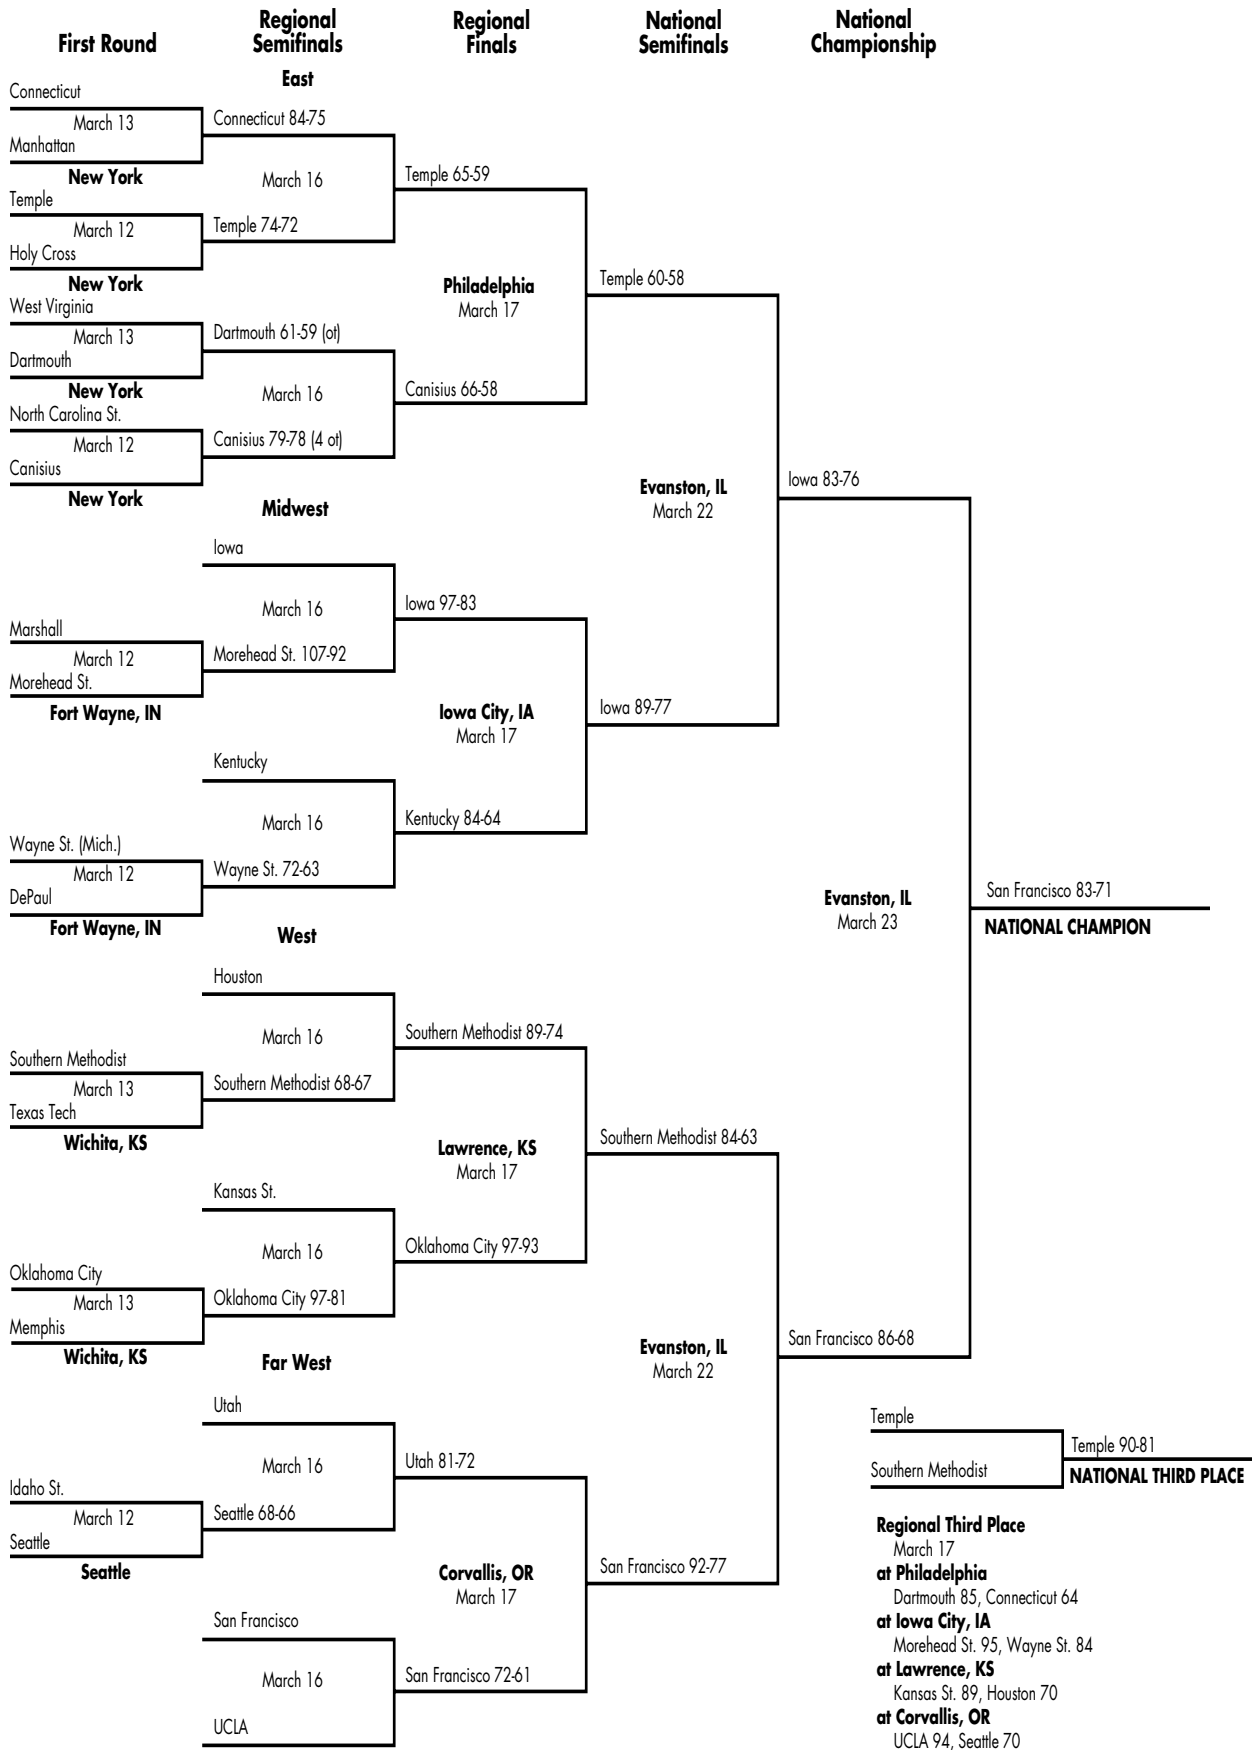 First Round
Regional
Semifinals
Regional
Finals
National
Semifinals
National
Championship
East
Connecticut
March 13
Manhattan
New York
Temple
March 12
Holy Cross
New York
West Virginia
March 13
Dartmouth
New York
North Carolina St.
March 12
Canisius
New York
Connecticut 84-75
March 16
Temple 74-72
Dartmouth 61-59 (ot)
March 16
Canisius 79-78 (4 ot)
Temple 65-59
Philadelphia
March 17
Canisius 66-58
Temple 60-58
Midwest
Marshall
March 12
Morehead St.
Fort Wayne, IN
Wayne St. (Mich.)
March 12
DePaul
Fort Wayne, IN
Iowa
March 16
Morehead St. 107-92
Kentucky
March 16
Wayne St. 72-63
Iowa 97-83
Iowa City, IA
March 17
Kentucky 84-64
Iowa 89-77
Evanston, IL
March 22
Iowa 83-76
West
Southern Methodist
March 13
Texas Tech
Wichita, KS
Oklahoma City
March 13
Memphis
Wichita, KS
Houston
March 16
Southern Methodist 68-67
Kansas St.
March 16
Oklahoma City 97-81
Southern Methodist 89-74
Lawrence, KS
March 17
Oklahoma City 97-93
Southern Methodist 84-63
Far West
Idaho St.
March 12
Seattle
Seattle
Utah
March 16
Seattle 68-66
San Francisco
March 16
UCLA
Utah 81-72
Corvallis, OR
March 17
San Francisco 72-61
San Francisco 92-77
Evanston, IL
March 22
San Francisco 86-68
Evanston, IL
March 23
San Francisco 83-71
NATIONAL CHAMPION
Temple
Southern Methodist
Temple 90-81
NATIONAL THIRD PLACE
Regional Third Place
March 17
at Philadelphia
Dartmouth 85, Connecticut 64
at Iowa City, IA
Morehead St. 95, Wayne St. 84
at Lawrence, KS
Kansas St. 89, Houston 70
at Corvallis, OR
UCLA 94, Seattle 70